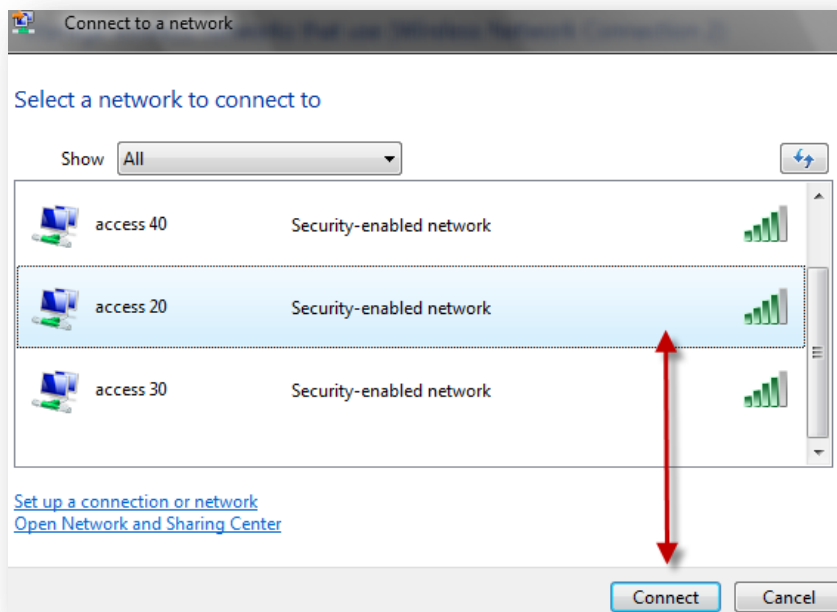 Connect to a network
Select a network to connect to
Show All
access 40 Security-enabled network
access 20 Security-enabled network
access 30 Security-enabled network
Set up a connection or network
Open Network and Sharing Center
Connect Cancel